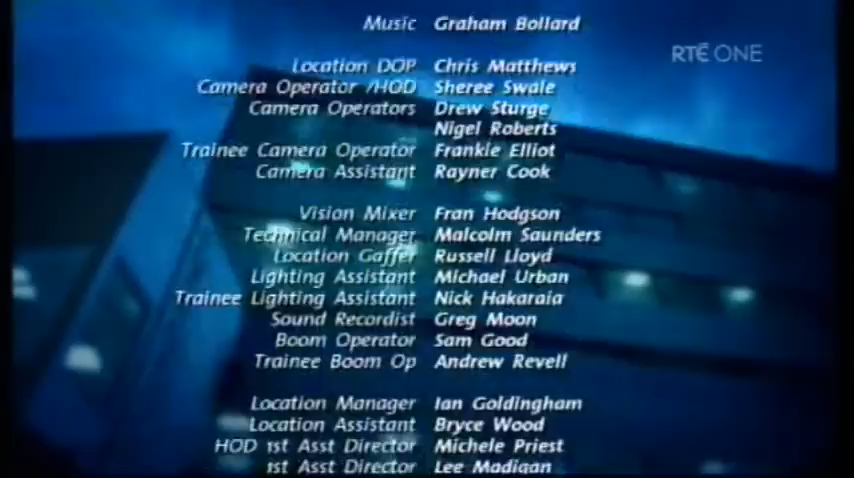 Music Graham Bollard
RTÉ ONE
Location DOP Chris Matthews
Camera Operator /HOD Sheree Swale
Camera Operators Drew Sturge
Nigel Roberts
Trainee Camera Operator Frankie Elliot
Camera Assistant Rayner Cook
Vision Mixer Fran Hodgson
Technical Manager Malcolm Saunders
Location Gaffer Russell Lloyd
Lighting Assistant Michael Urban
Trainee Lighting Assistant Nick Hakaraia
Sound Recordist Greg Moon
Boom Operator Sam Good
Trainee Boom Op Andrew Revell
Location Manager Ian Goldingham
Location Assistant Bryce Wood
HOD 1st Asst Director Michele Priest
1st Asst Director Lee Madigan